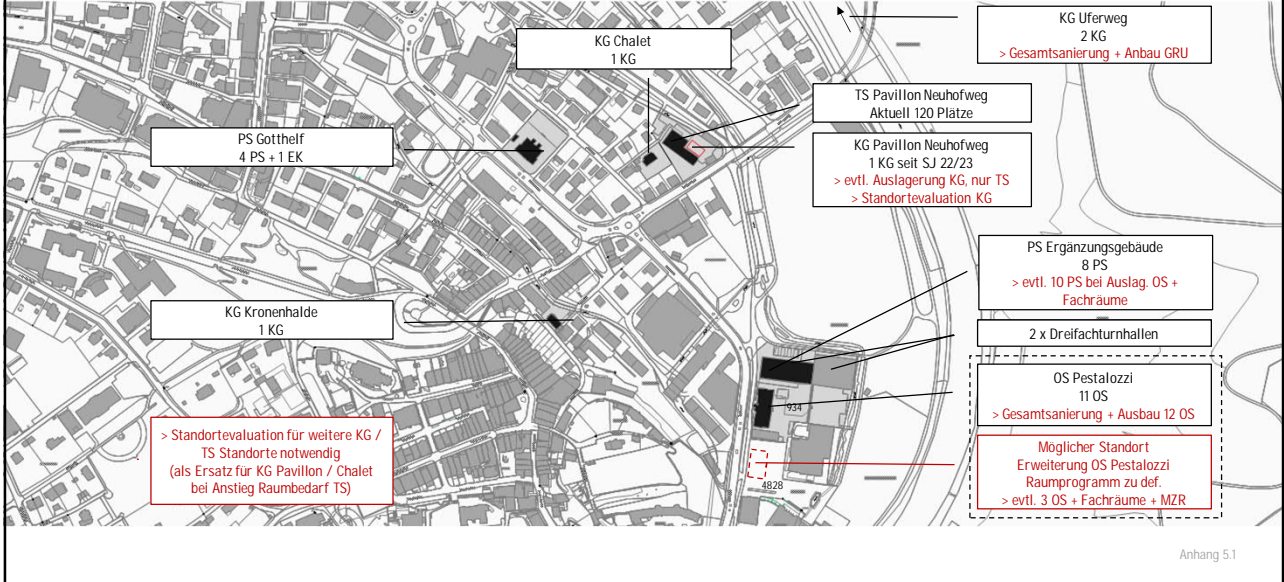 KG Uferweg
2 KG
> Gesamtsanierung + Anbau GRU
KG Chalet
1 KG
TS Pavillon Neuhofweg
Aktuell 120 Plätze
PS Gotthelf
4 PS + 1 EK
KG Pavillon Neuhofweg
1 KG seit SJ 22/23
> evtl. Auslagerung KG, nur TS
> Standortevaluation KG
PS Ergänzungsgebäude
8 PS
> evtl. 10 PS bei Auslag. OS +
Fachräume
KG Kronenhalde
1 KG
2 x Dreifachturnhallen
OS Pestalozzi
11 OS
> Gesamtsanierung + Ausbau 12 OS
934
> Standortevaluation für weitere KG /
TS Standorte notwendig
(als Ersatz für KG Pavillon / Chalet
bei Anstieg Raumbedarf TS)
Möglicher Standort
Erweiterung OS Pestalozzi
Raumprogramm zu def.
> evtl. 3 OS + Fachräume + MZR
4828
Anhang 5.1